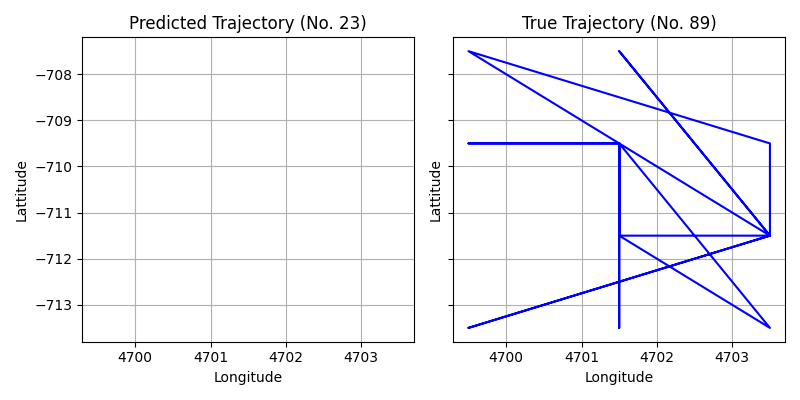 Predicted Trajectory (No. 23)
Lattitude
−708
−709
−710
−711
−712
−713
4700 4701 4702 4703
Longitude
True Trajectory (No. 89)
Lattitude
4700 4701 4702 4703
Longitude